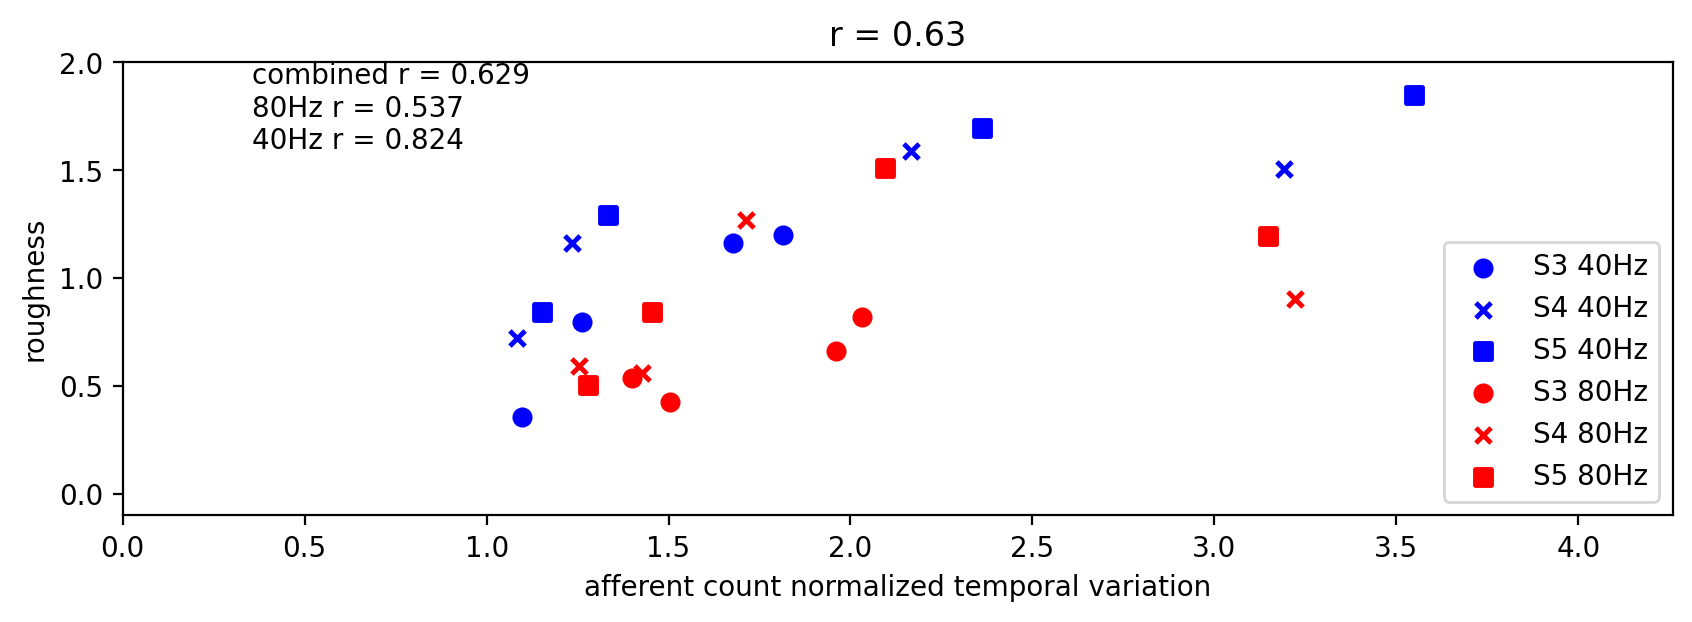 r = 0.63
combined r = 0.629
80Hz r = 0.537
40Hz r = 0.824
roughness
2.0
1.5
1.0
0.5
0.0
S3 40Hz
S4 40Hz
S5 40Hz
S3 80Hz
S4 80Hz
S5 80Hz
0.0 0.5 1.0 1.5 2.0 2.5 3.0 3.5 4.0
afferent count normalized temporal variation